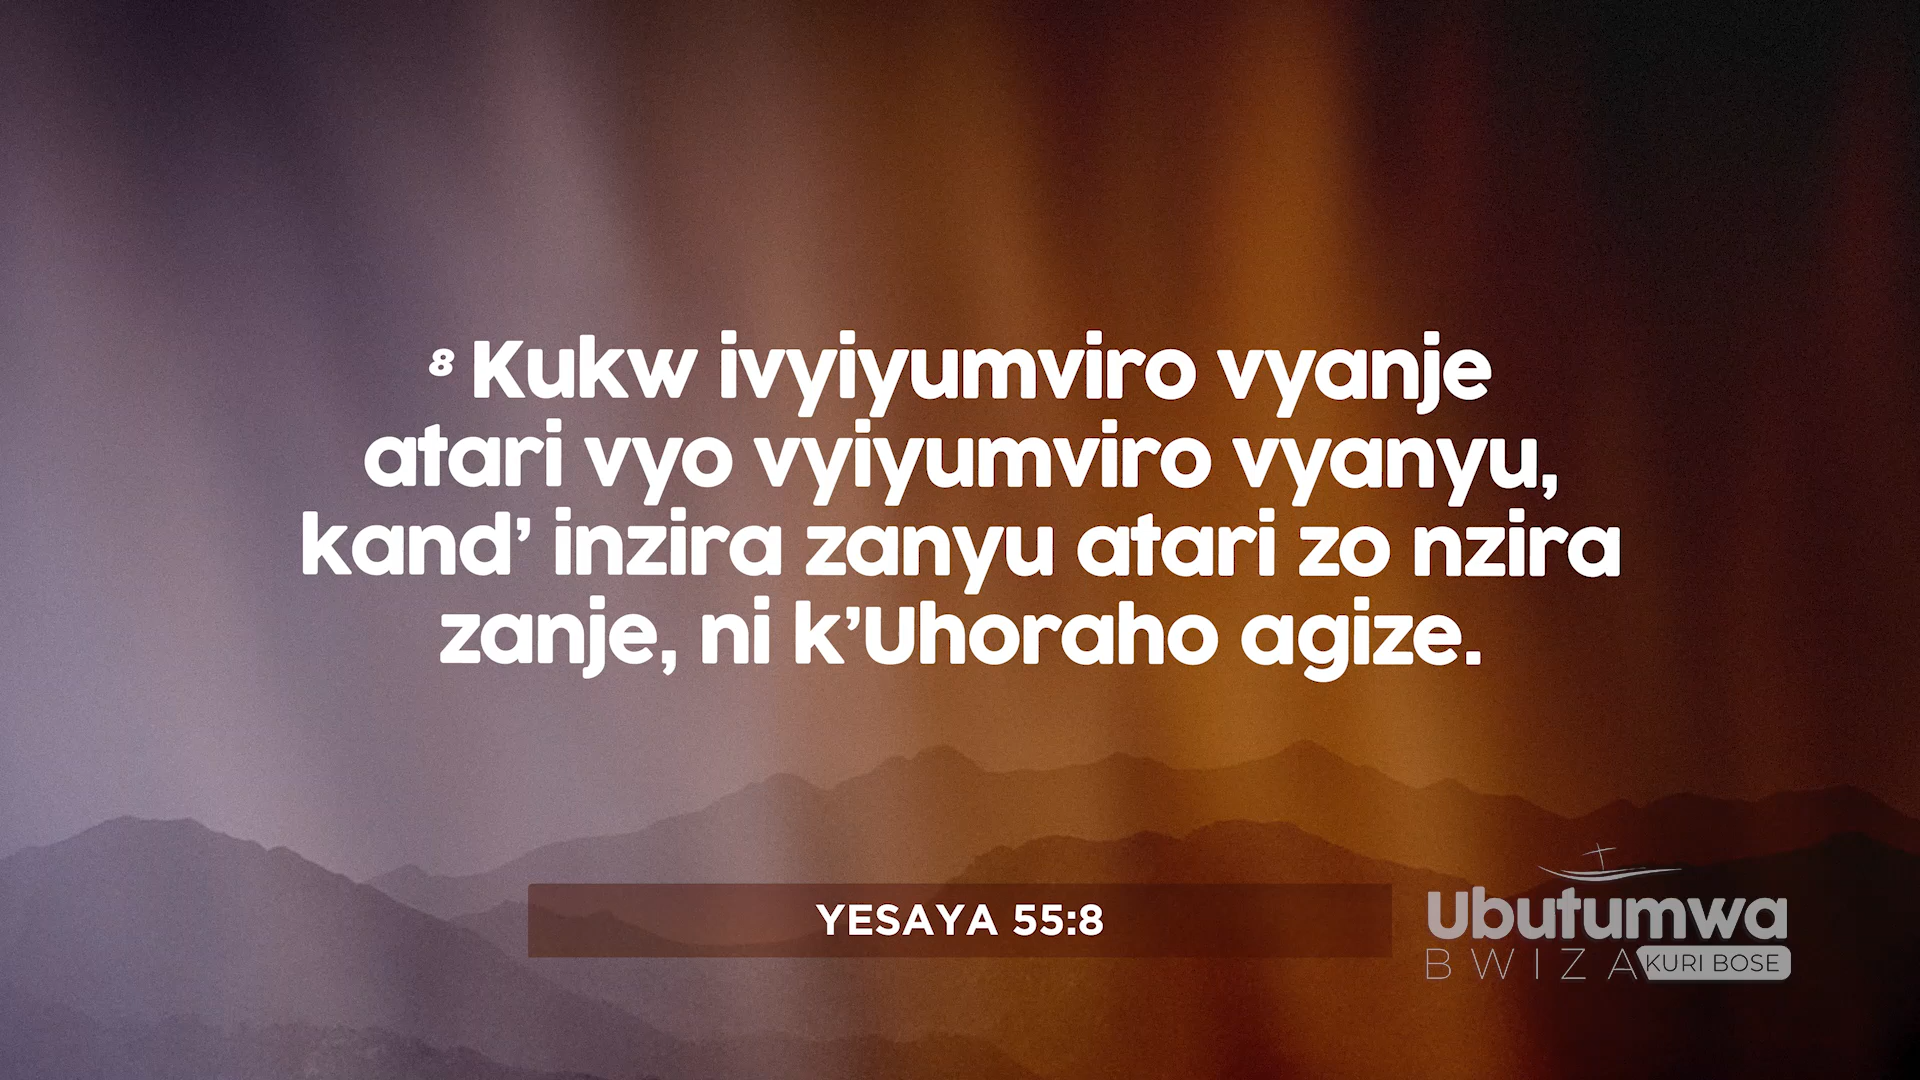 8 Kukw ivyiyumviro vyanje
atari vyo vyiyumviro vyanyu,
kand’ inzira zanyu atari zo nzira
zanje, ni k’Uhoraho agize.
YESAYA 55:8
Ubutumwa
BWIZA KURI BOSE